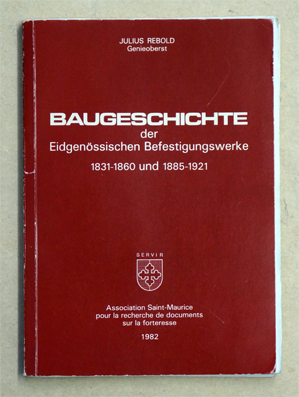 JULIUS REBOLD
Genieoberst
BAUGESCHICHTE
der
Eidgenössischen Befestigungswerke
1831-1860 und 1885-1921
SERVIR
Association Saint-Maurice
pour la recherche de documents
sur la forteresse
1982